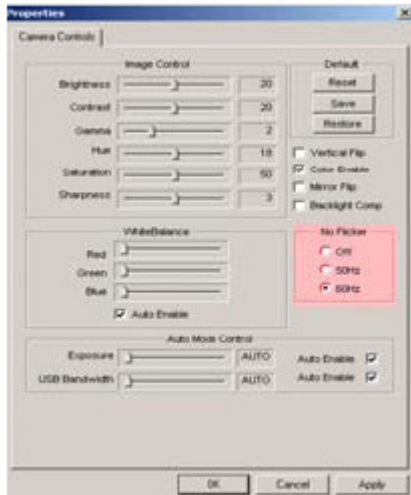 Properties
Camera Controls
Image Control
Brightness 20
Contrast 20
Gamma 2
Hue 18
Saturation 50
Sharpness 3
Default
Reset
Save
Restore
Vertical Flip
Color Enable
Mirror Flip
Backlight Comp
WhiteBalance
Red
Green
Blue
Auto Enable
No Flicker
Off
50Hz
60Hz
Auto Mode Control
Exposure AUTO Auto Enable
USB Bandwidth AUTO Auto Enable
OK Cancel Apply